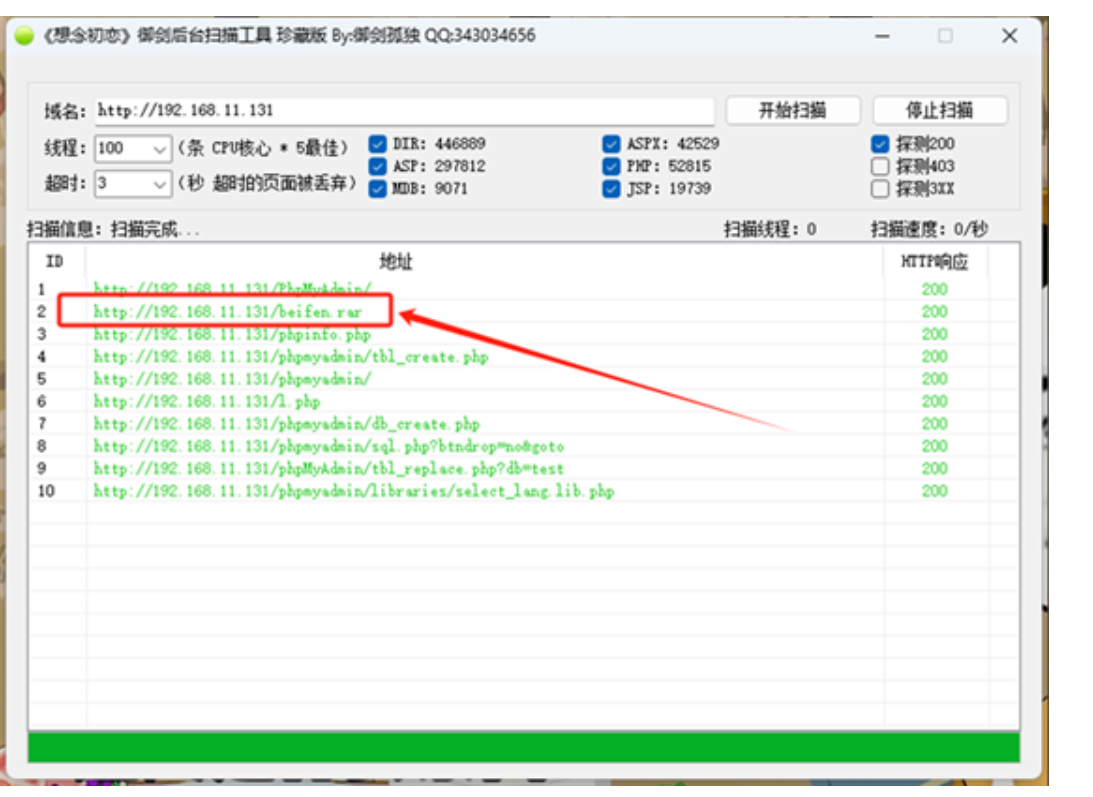 《想念初恋》御剑后台扫描工具 珍藏版 By:御剑孤独 QQ:343034656
域名: http://192.168.11.131 开始扫描 停止扫描
线程: 100 (条 CPU核心 * 5最佳) DIR: 446889 ASPX: 42529 探测200
ASP: 297812 PHP: 52815 探测403
超时: 3 (秒 超时的页面被丢弃) MDB: 9071 JSP: 19739 探测3XX
扫描信息: 扫描完成... 扫描线程: 0 扫描速度: 0/秒
ID 地址 HTTP响应
1 http://192.168.11.131/PhpMyAdmin/ 200
2 http://192.168.11.131/beifen.rar 200
3 http://192.168.11.131/phpinfo.php 200
4 http://192.168.11.131/phpmyadmin/tbl_create.php 200
5 http://192.168.11.131/phpmyadmin/ 200
6 http://192.168.11.131/l.php 200
7 http://192.168.11.131/phpmyadmin/db_create.php 200
8 http://192.168.11.131/phpmyadmin/sql.php?btndrop=no&goto 200
9 http://192.168.11.131/phpMyAdmin/tbl_replace.php?db=test 200
10 http://192.168.11.131/phpmyadmin/libraries/select_lang.lib.php 200